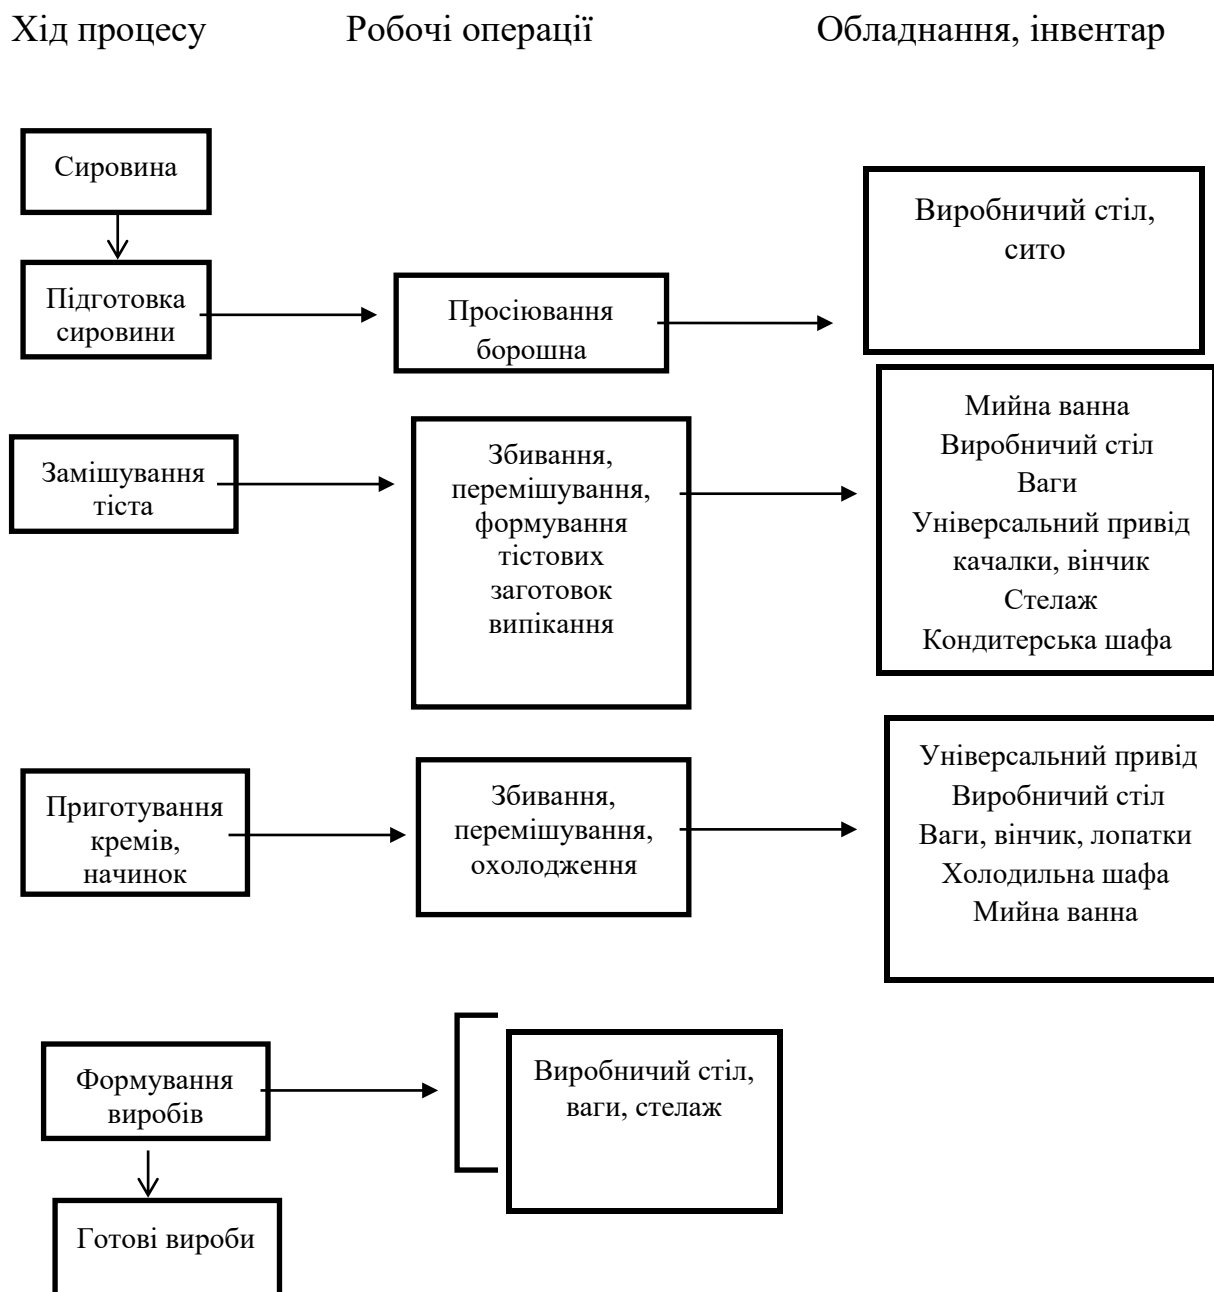 Хід процесу
Робочі операції
Обладнання, інвентар
Сировина
Підготовка
сировини
Просіювання
борошна
Виробничий стіл,
сито
Замішування
тіста
Збивання,
перемішування,
формування
тістових
заготовок
випікання
Мийна ванна
Виробничий стіл
Ваги
Універсальний привід
качалки, вінчик
Стелаж
Кондитерська шафа
Приготування
кремів,
начинок
Збивання,
перемішування,
охолодження
Універсальний привід
Виробничий стіл
Ваги, вінчик, лопатки
Холодильна шафа
Мийна ванна
Формування
виробів
Виробничий стіл,
ваги, стелаж
Готові вироби